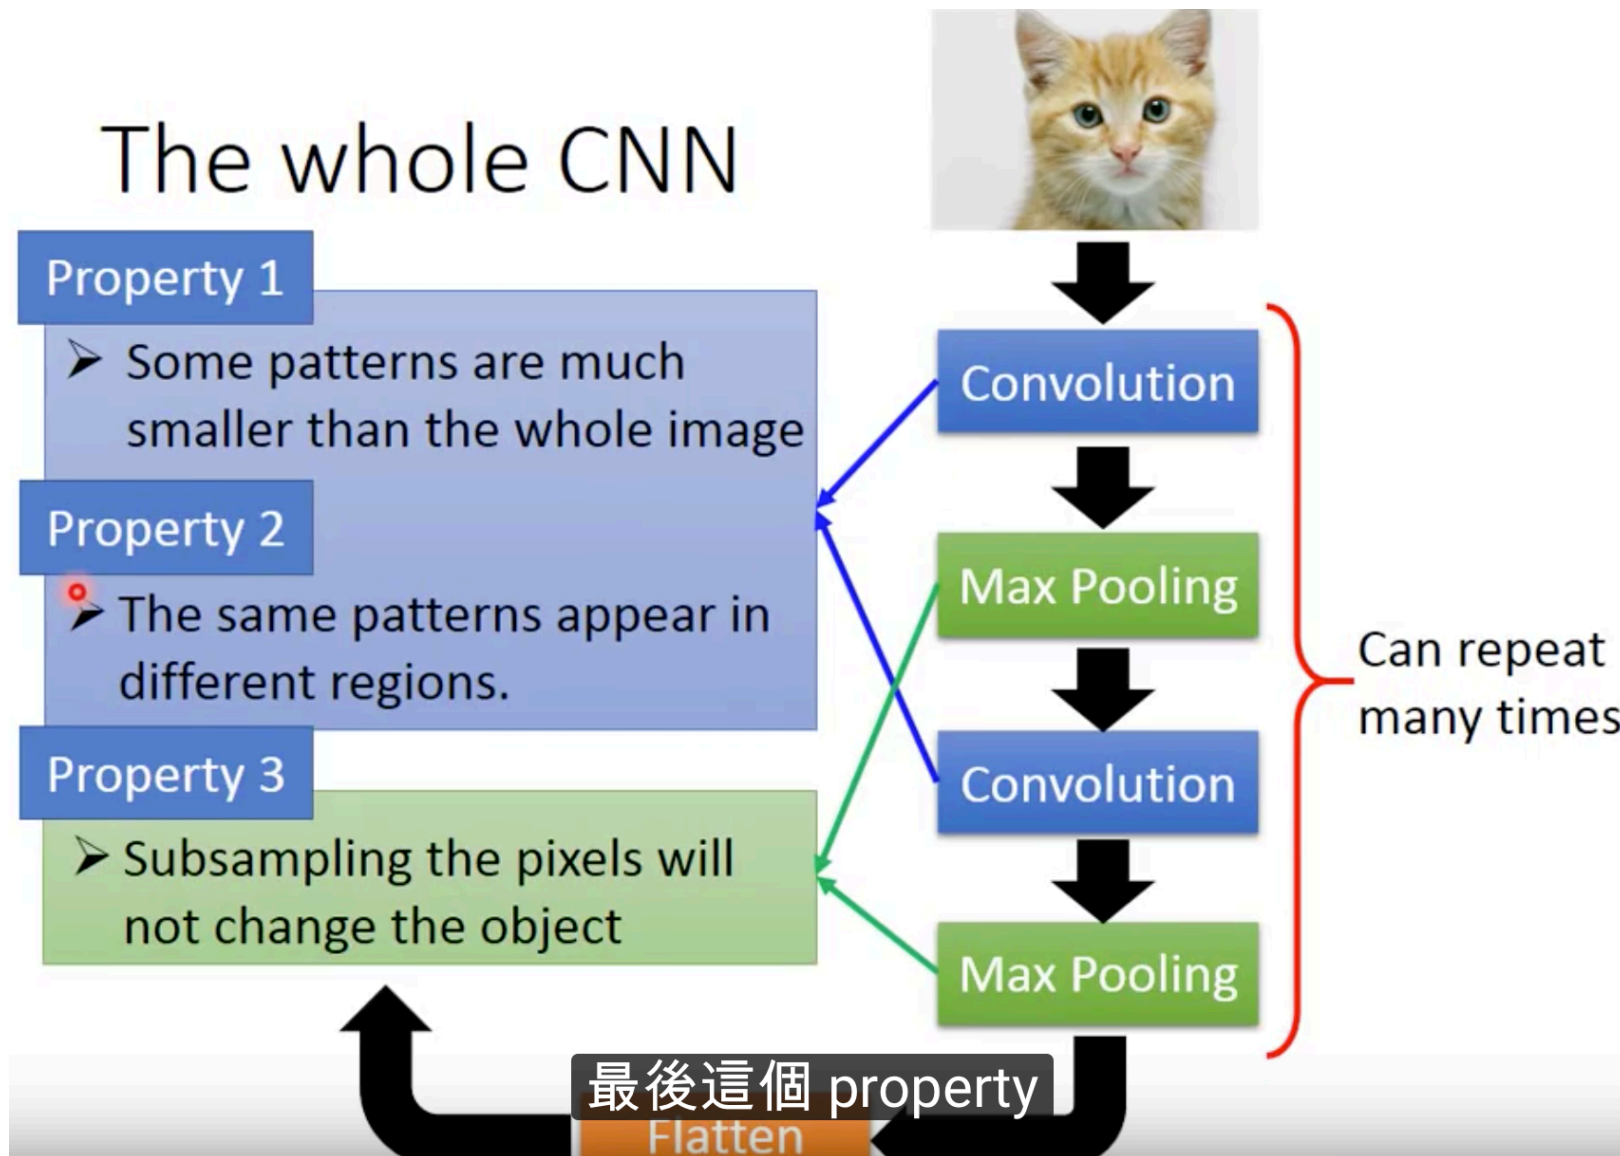 The whole CNN
Property 1
➤ Some patterns are much
smaller than the whole image
Property 2
➤ The same patterns appear in
different regions.
Property 3
➤ Subsampling the pixels will
not change the object
Convolution
Max Pooling
Convolution
Max Pooling
Can repeat
many times
Flatten
最後這個 property